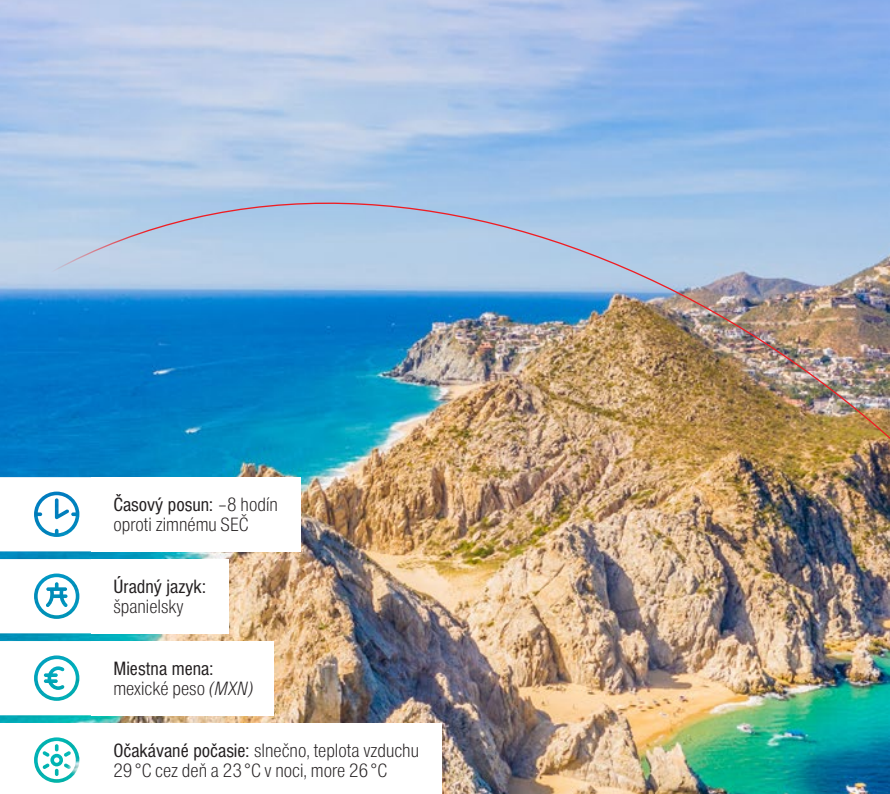 Časový posun: –8 hodín
oproti zimnému SEČ
Úradný jazyk:
španielsky
Miestna mena:
mexické peso (MXN)
Očakávané počasie: slnečno, teplota vzduchu
29 °C cez deň a 23 °C v noci, more 26 °C